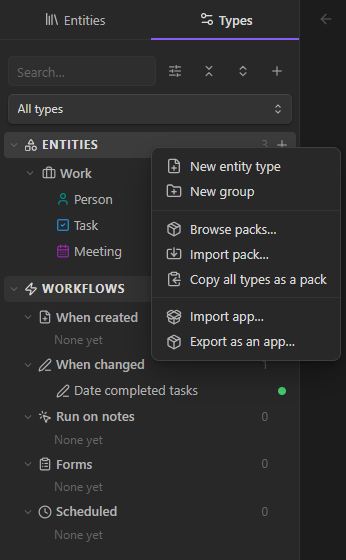 Entities
Types
Search...
All types
ENTITIES 3
Work
Person
Task
Meeting
New entity type
New group
Browse packs...
Import pack...
Copy all types as a pack
Import app...
Export as an app...
WORKFLOWS
When created
None yet
When changed 1
Date completed tasks
Run on notes 0
None yet
Forms 0
None yet
Scheduled 0
None yet